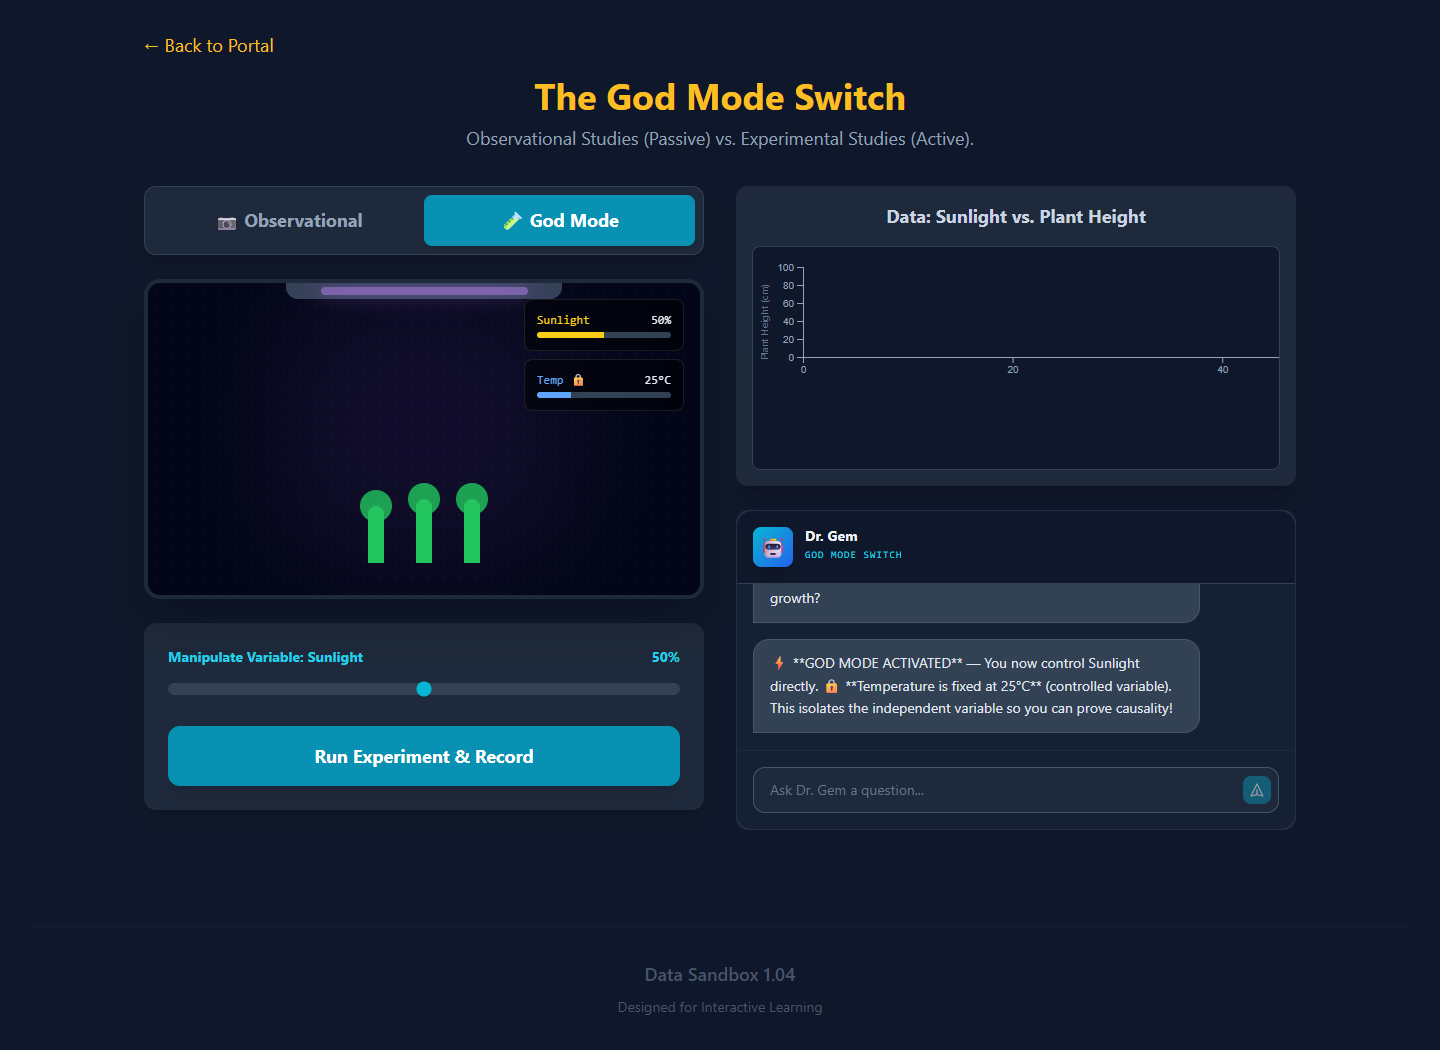 ← Back to Portal
The God Mode Switch
Observational Studies (Passive) vs. Experimental Studies (Active).
Observational
God Mode
Sunlight 50%
Temp 25°C
Manipulate Variable: Sunlight 50%
Run Experiment & Record
Data: Sunlight vs. Plant Height
Plant Height (cm)
100
80
60
40
20
0
0 20 40
Dr. Gem
GOD MODE SWITCH
growth?
**GOD MODE ACTIVATED** — You now control Sunlight
directly. 🔒 **Temperature is fixed at 25°C** (controlled variable).
This isolates the independent variable so you can prove causality!
Ask Dr. Gem a question...
Data Sandbox 1.04
Designed for Interactive Learning